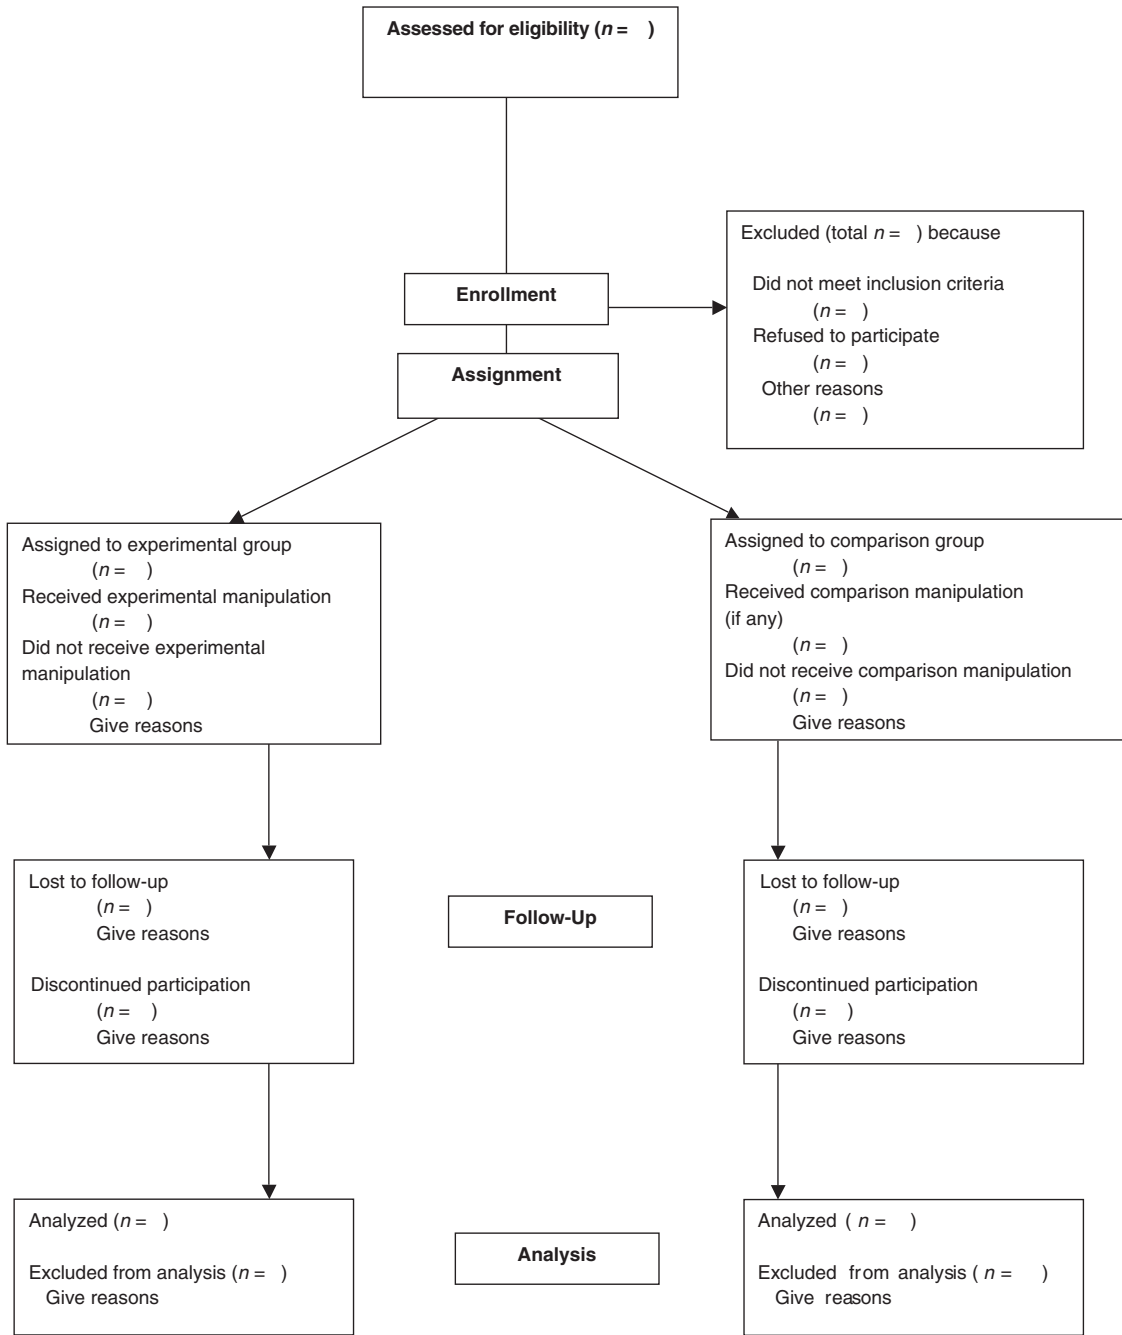 Assessed for eligibility (n = )
Excluded (total n = ) because
Did not meet inclusion criteria
(n = )
Refused to participate
(n = )
Other reasons
(n = )
Enrollment
Assignment
Assigned to experimental group
(n = )
Received experimental manipulation
(n = )
Did not receive experimental
manipulation
(n = )
Give reasons
Assigned to comparison group
(n = )
Received comparison manipulation
(if any)
(n = )
Did not receive comparison manipulation
(n = )
Give reasons
Lost to follow-up
(n = )
Give reasons
Discontinued participation
(n = )
Give reasons
Follow-Up
Lost to follow-up
(n = )
Give reasons
Discontinued participation
(n = )
Give reasons
Analyzed (n = )
Excluded from analysis (n = )
Give reasons
Analysis
Analyzed ( n = )
Excluded from analysis ( n = )
Give reasons